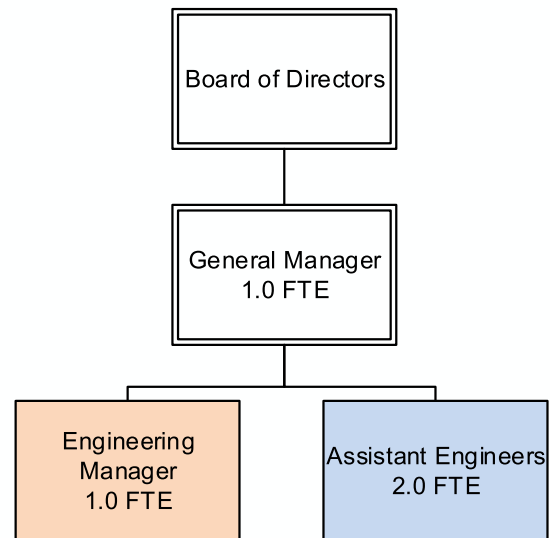 Board of Directors
General Manager
1.0 FTE
Engineering
Manager
1.0 FTE
Assistant Engineers
2.0 FTE